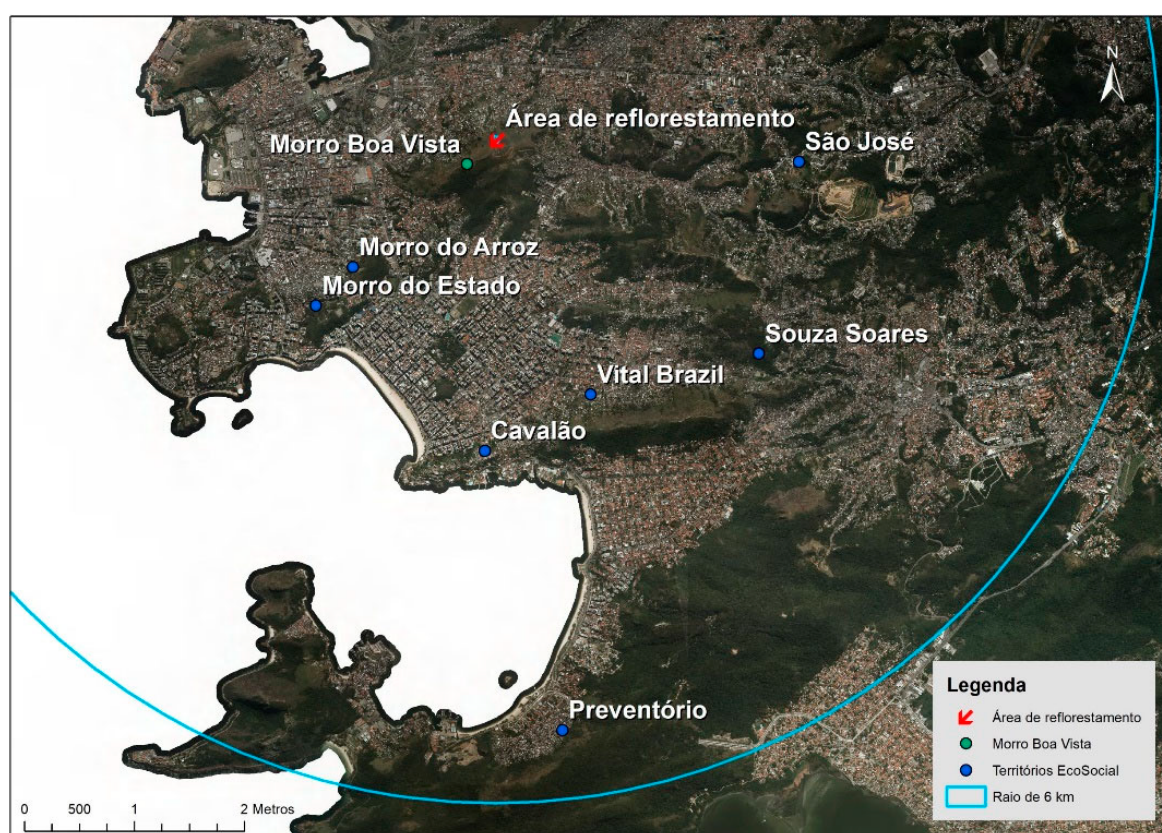 N
Área de reflorestamento
Morro Boa Vista
São José
Morro do Arroz
Morro do Estado
Souza Soares
Vital Brazil
Cavalão
Preventório
Legenda
Área de reflorestamento
Morro Boa Vista
Territórios EcoSocial
Raio de 6 km
0 500 1 2 Metros